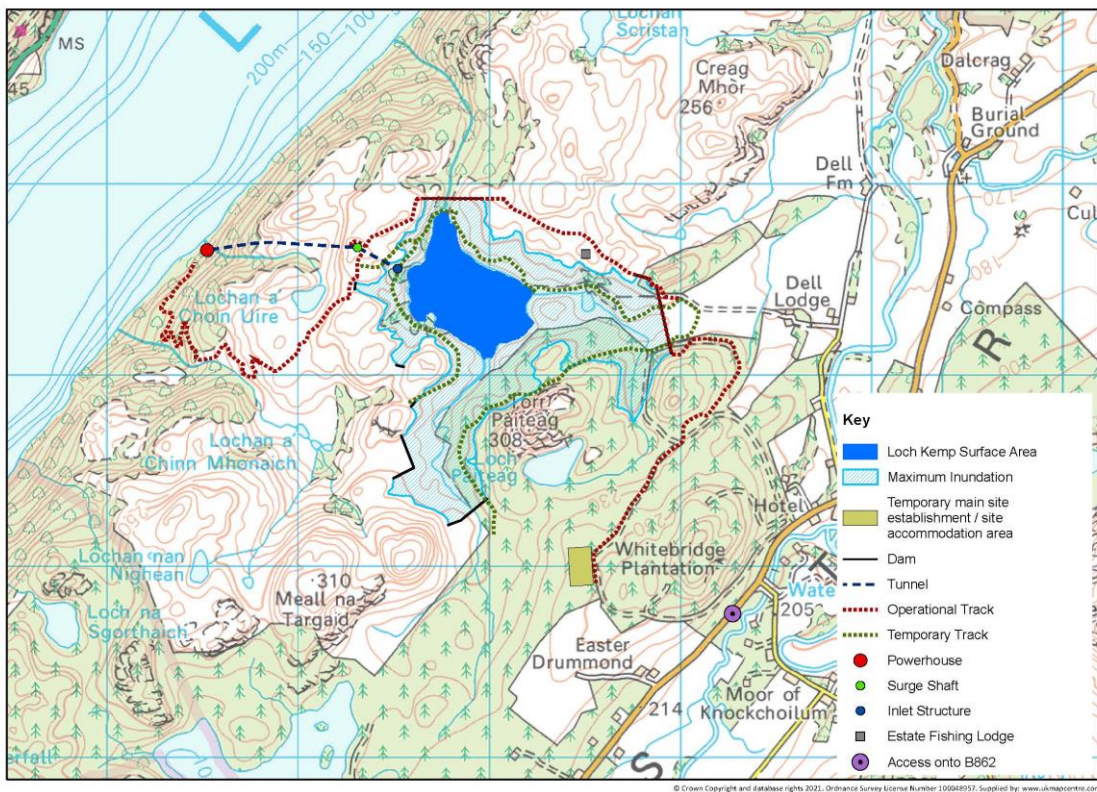 L
MS
45
200m
150
100
Lochan
Scristan
Creag
Mhòr
256
Dalcrag
Burial
Ground
Dell
Fm
170
Cul
180
Lochan a'
Choin Uire
Dell
Lodge
Compass
R
Torr
Paiteag
308
Loch
Paiteag
Lochan a'
Chinn Mhonaich
Hotel
Lochan nan
Nighean
310
Meall na
Targaid
Whitebridge
Plantation
Loch na
Sgorthaich
Water
205
Easter
Drummond
Moor of
Knockchoilum
214
S
erfall
Key
Loch Kemp Surface Area
Maximum Inundation
Temporary main site
establishment / site
accommodation area
Dam
Tunnel
Operational Track
Temporary Track
Powerhouse
Surge Shaft
Inlet Structure
Estate Fishing Lodge
Access onto B862
© Crown Copyright and database rights 2021. Ordnance Survey License Number 100048957. Supplied by: www.ukmapcentre.com